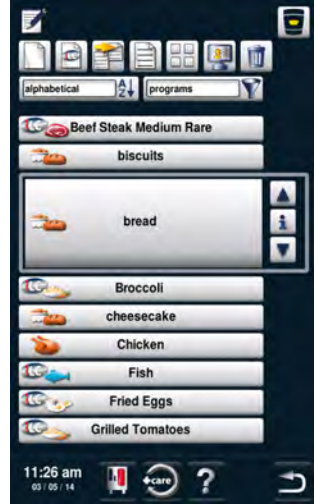 alphabetical
A
Z
programs
Beef Steak Medium Rare
biscuits
bread
i
Broccoli
cheesecake
Chicken
Fish
Fried Eggs
Grilled Tomatoes
11:26 am
03 / 05 / 14
+care
?